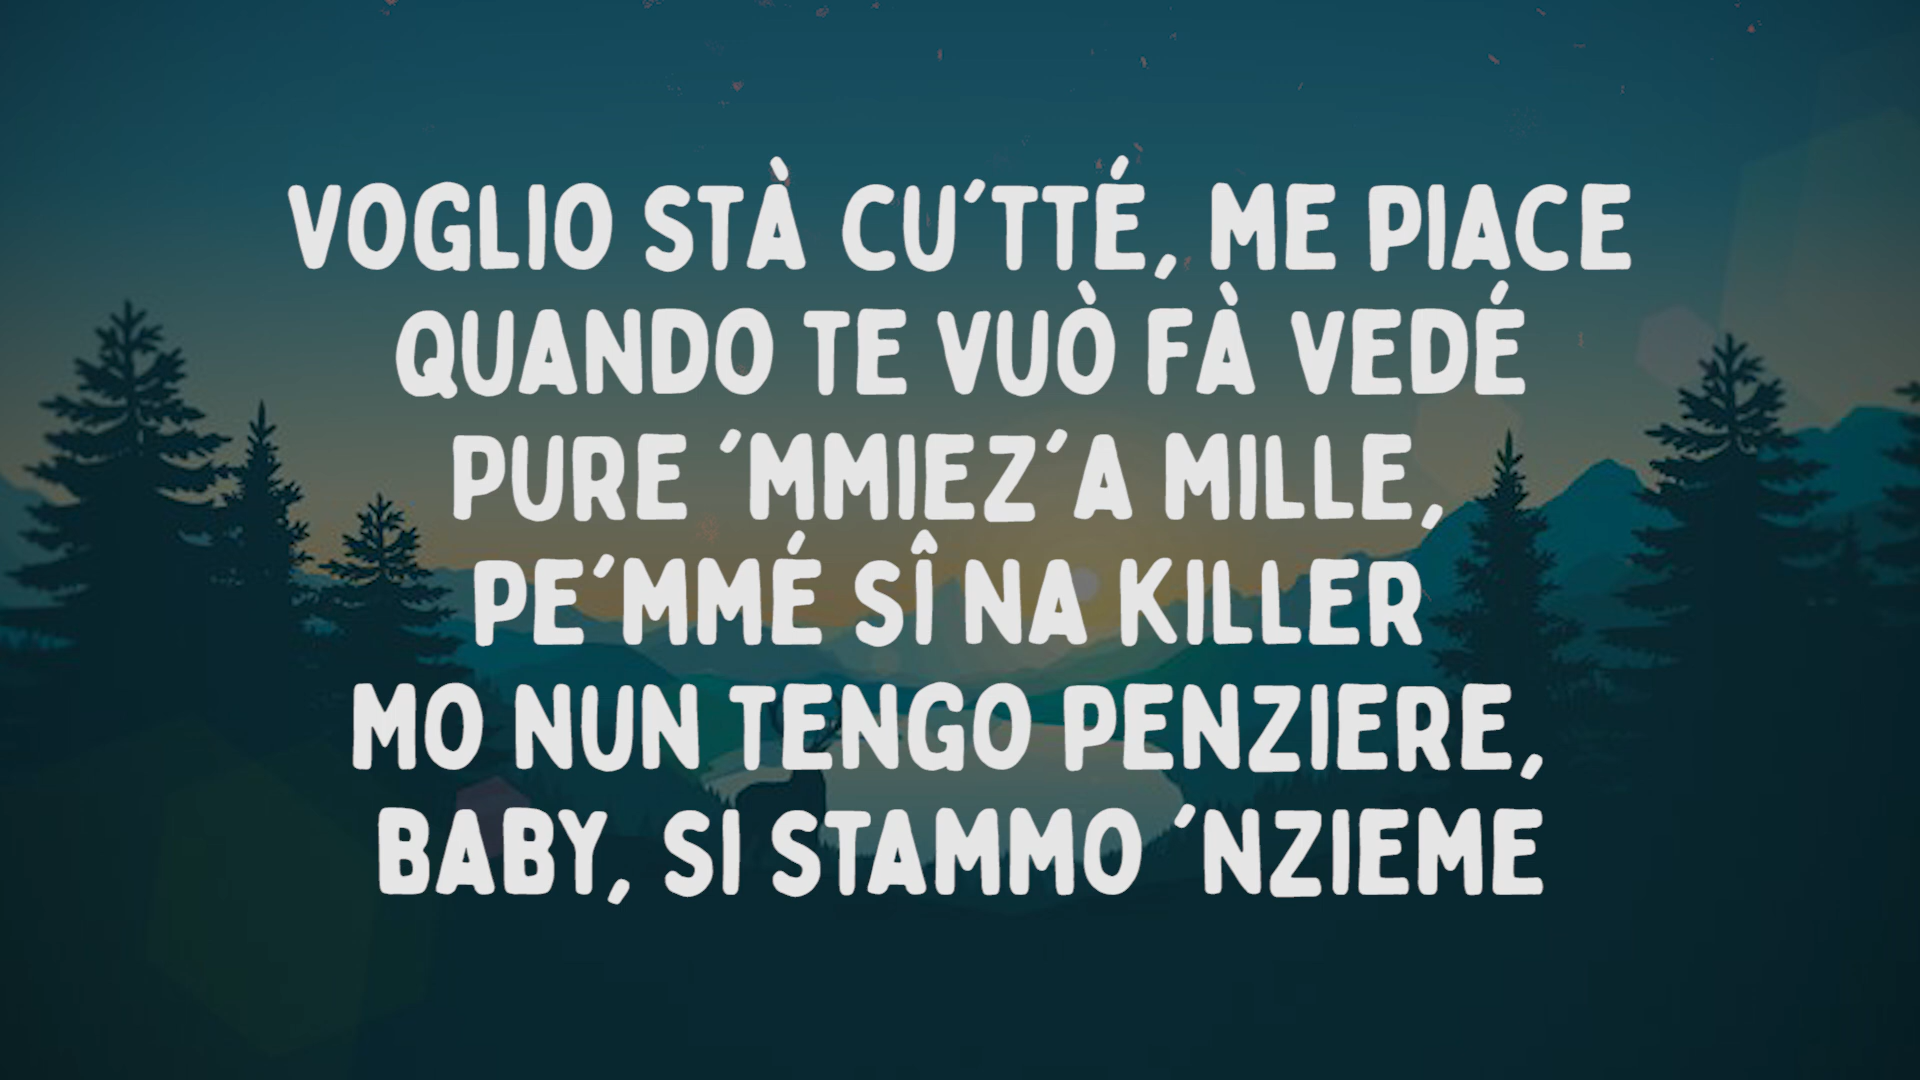 VOGLIO STÀ CU'TTÉ, ME PIACE
QUANDO TE VUÒ FÀ VEDÉ
PURE 'MMIEZ'A MILLE,
PE'MMÉ SÎ NA KILLER
MO NUN TENGO PENZIERE,
BABY, SI STAMMO 'NZIEME